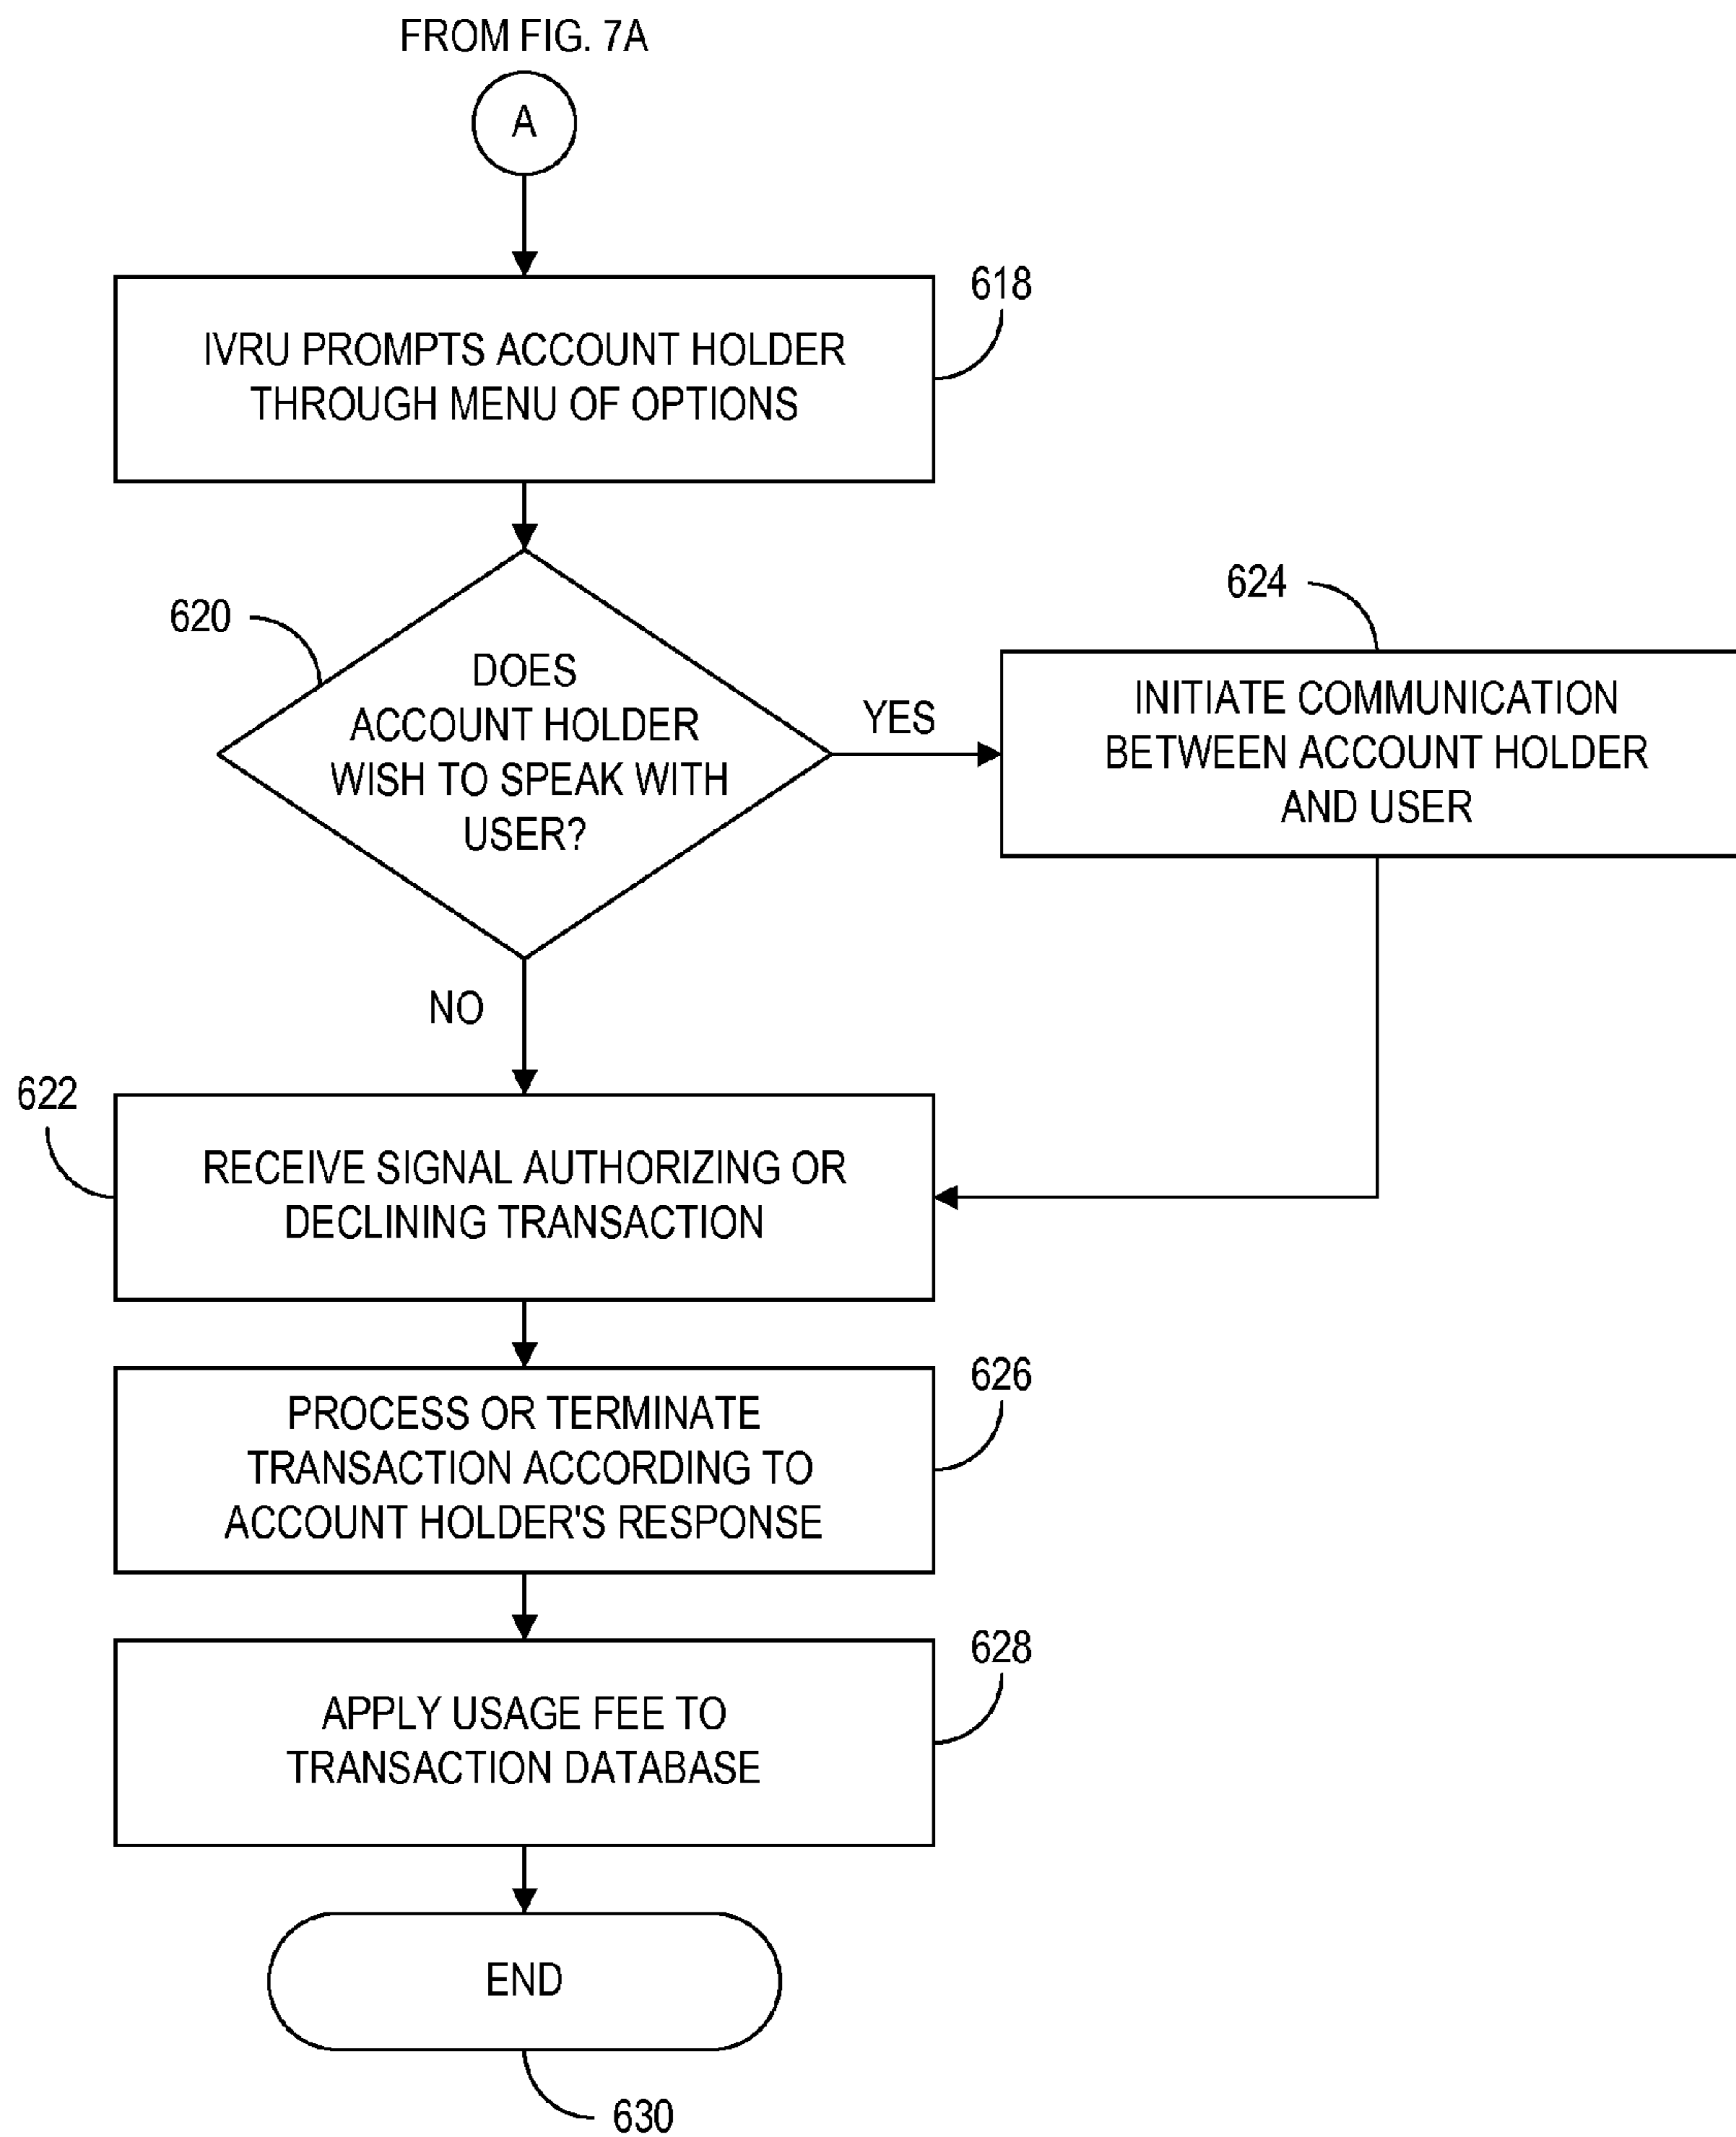 FROM FIG. 7A
A
618
IVRU PROMPTS ACCOUNT HOLDER
THROUGH MENU OF OPTIONS
620
DOES
ACCOUNT HOLDER
WISH TO SPEAK WITH
USER?
YES
624
INITIATE COMMUNICATION
BETWEEN ACCOUNT HOLDER
AND USER
NO
622
RECEIVE SIGNAL AUTHORIZING OR
DECLINING TRANSACTION
626
PROCESS OR TERMINATE
TRANSACTION ACCORDING TO
ACCOUNT HOLDER'S RESPONSE
628
APPLY USAGE FEE TO
TRANSACTION DATABASE
END
630